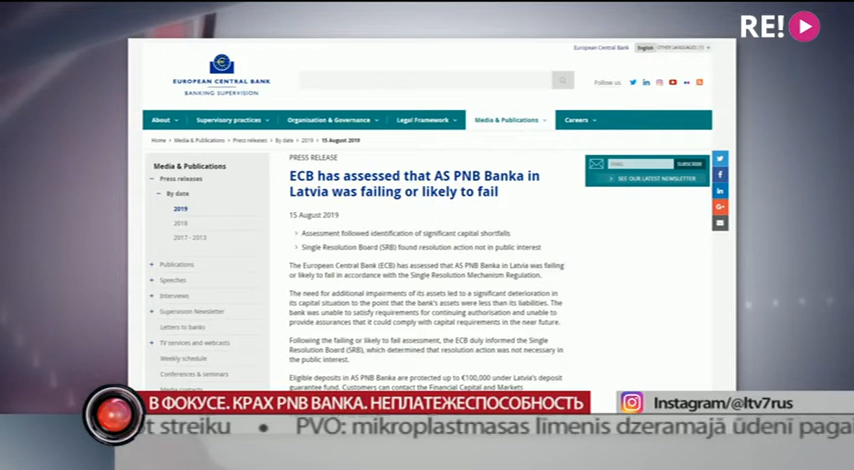 RE!
European Central Bank
English
OTHER LANGUAGES
EUROPEAN CENTRAL BANK
BANKING SUPERVISION
Follow us
About
Supervisory practices
Organisation & Governance
Legal Framework
Media & Publications
Careers
Home > Media & Publications > Press releases > By date > 2019 > 15 August 2019
Media & Publications
Press releases
By date
2019
2018
2017 - 2013
Publications
Speeches
Interviews
Supervision Newsletter
Letters to banks
TV services and webcasts
Weekly schedule
Conferences & seminars
Media contacts
PRESS RELEASE
ECB has assessed that AS PNB Banka in
Latvia was failing or likely to fail
15 August 2019
Assessment followed identification of significant capital shortfalls
Single Resolution Board (SRB) found resolution action not in public interest
The European Central Bank (ECB) has assessed that AS PNB Banka in Latvia was failing
or likely to fail in accordance with the Single Resolution Mechanism Regulation.
The need for additional impairments of its assets led to a significant deterioration in
its capital situation to the point that the bank's assets were less than its liabilities. The
bank was unable to satisfy requirements for continuing authorisation and unable to
provide assurances that it could comply with capital requirements in the near future.
Following the failing or likely to fail assessment, the ECB duly informed the Single
Resolution Board (SRB), which determined that resolution action was not necessary in
the public interest.
Eligible deposits in AS PNB Banka are protected up to €100,000 under Latvia's deposit
guarantee fund. Customers can contact the Financial Capital and Markets
EMAIL
SUBSCRIBE
> SEE OUR LATEST NEWSLETTER
В ФОКУСЕ. КРАХ PNB BANKA. НЕПЛАТЕЖЕСПОСОБНОСТЬ
Instagram/@ltv7rus
ot streiku • PVO: mikroplastmasas līmenis dzeramajā ūdenī pagai